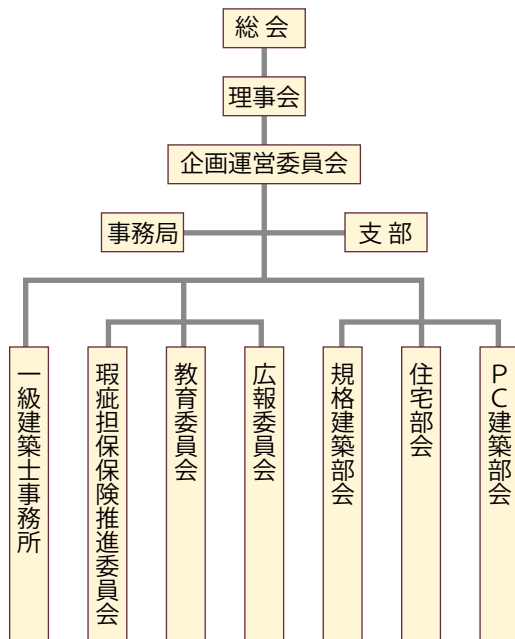 総会
理事会
企画運営委員会
事務局
支部
一級建築士事務所
瑕疵担保保険推進委員会
教育委員会
広報委員会
規格建築部会
住宅部会
ＰＣ建築部会